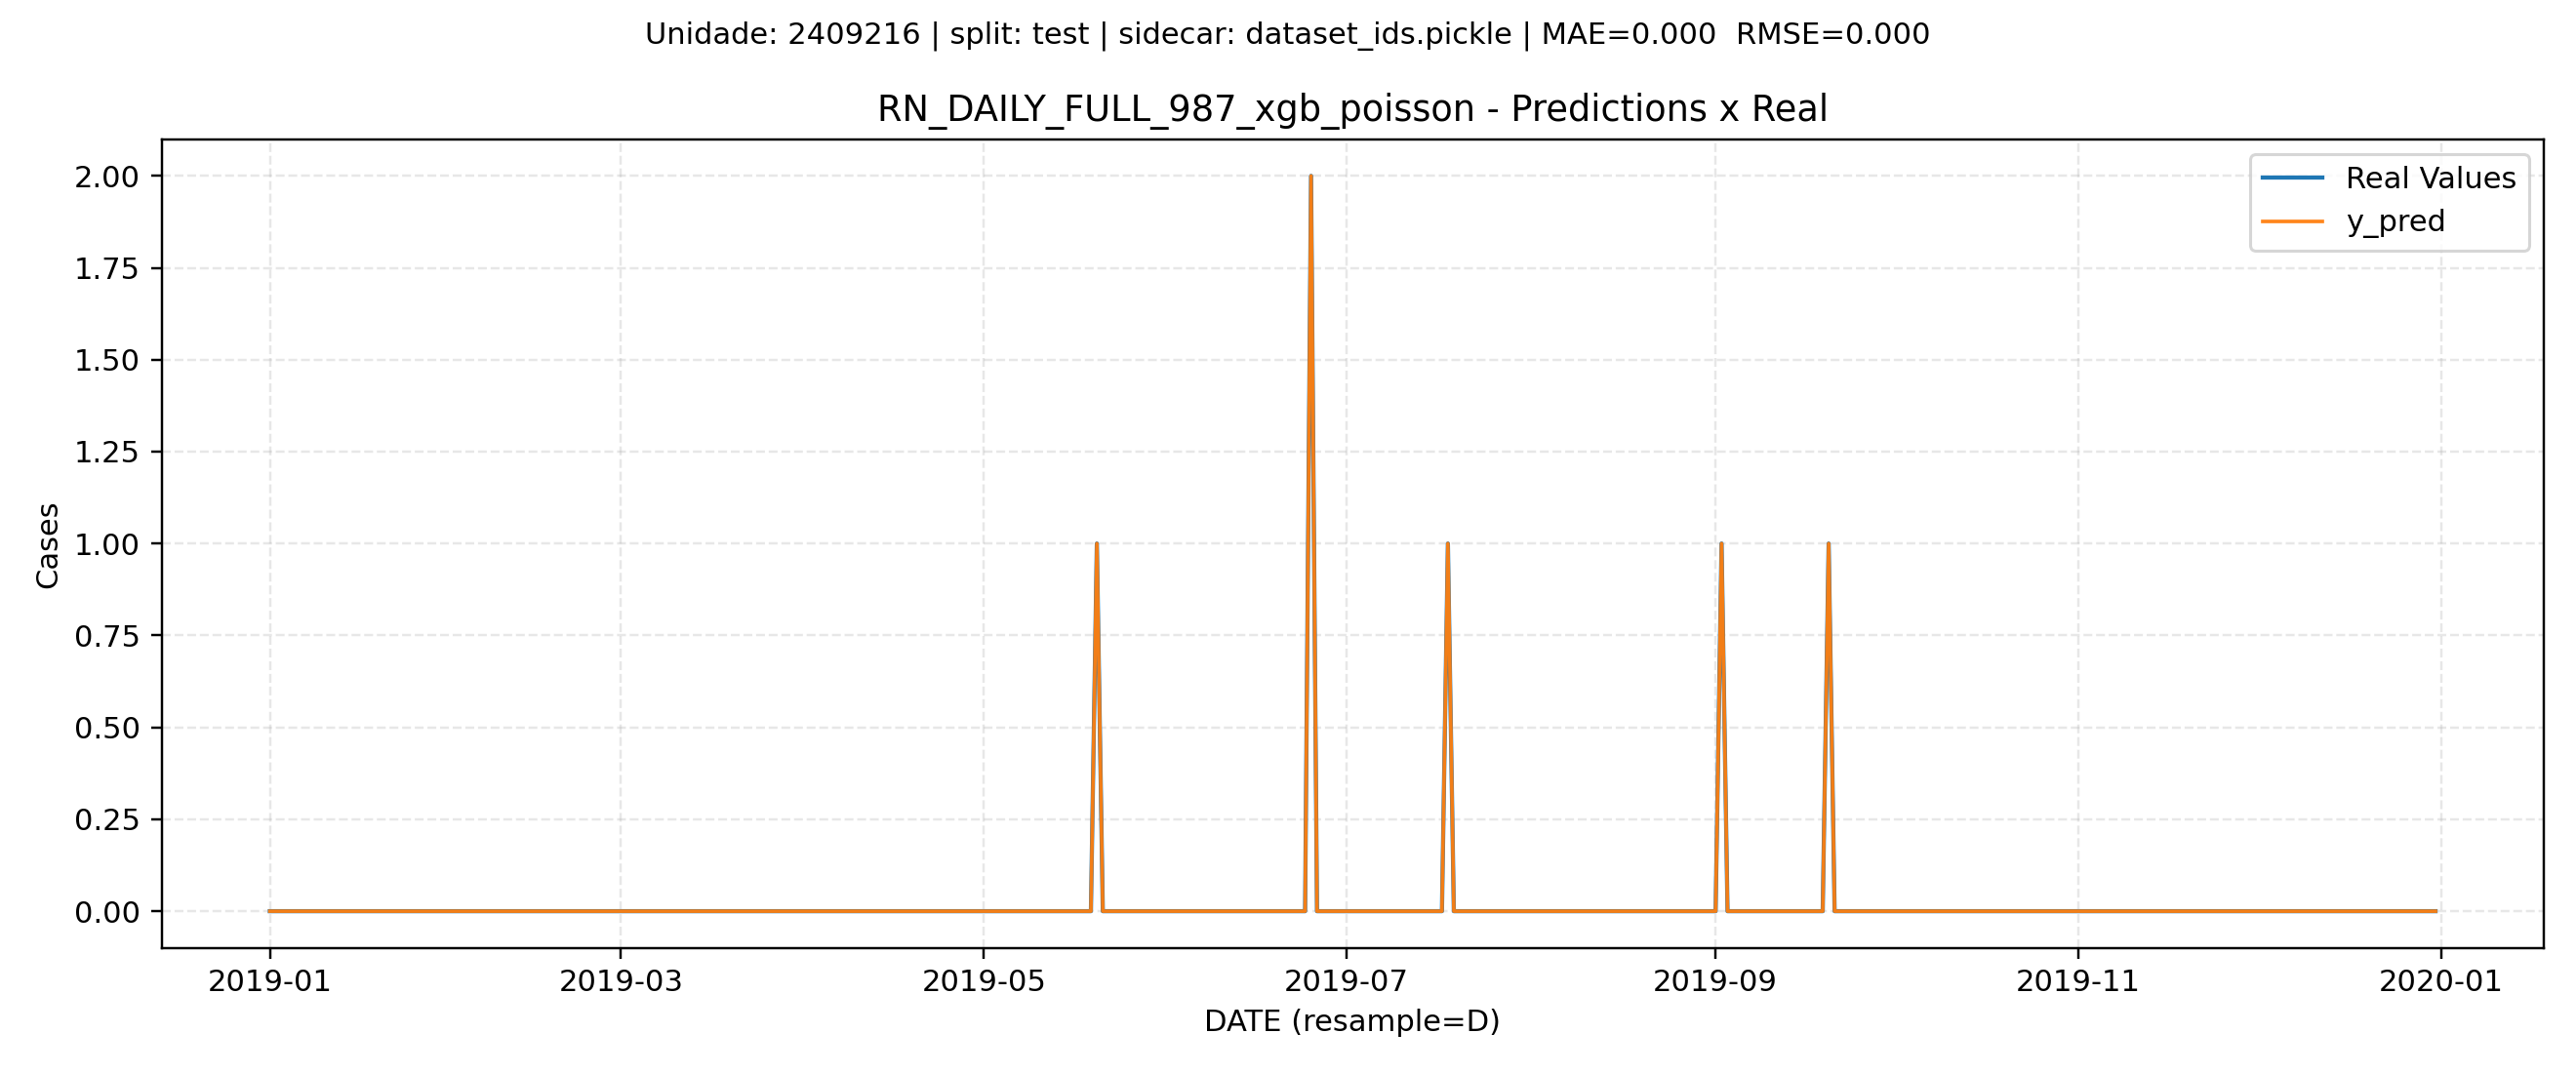 Unidade: 2409216 | split: test | sidecar: dataset_ids.pickle | MAE=0.000  RMSE=0.000
RN_DAILY_FULL_987_xgb_poisson - Predictions x Real
Real Values
y_pred
Cases
2.00
1.75
1.50
1.25
1.00
0.75
0.50
0.25
0.00
2019-01 2019-03 2019-05 2019-07 2019-09 2019-11 2020-01
DATE (resample=D)